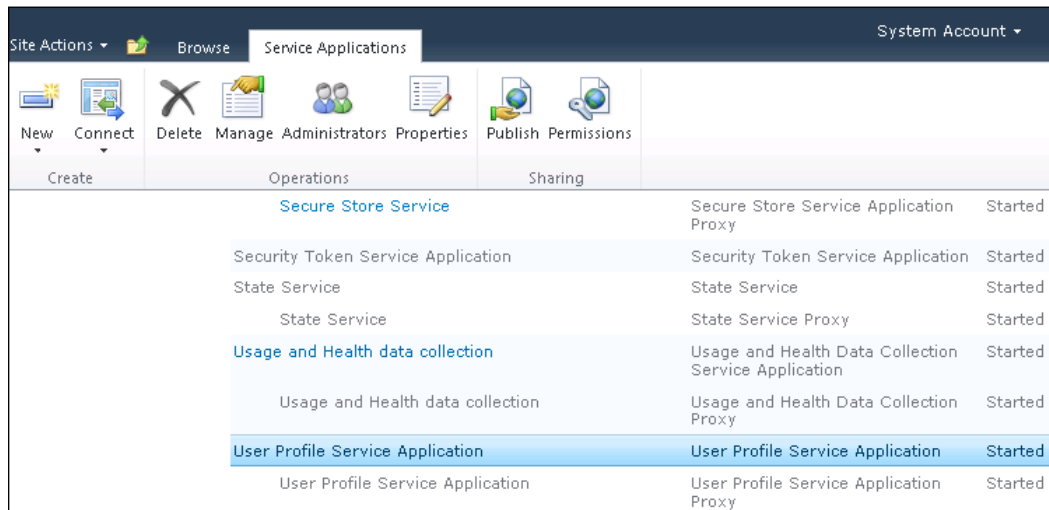 System Account
Site Actions Browse Service Applications
New Connect Delete Manage Administrators Properties Publish Permissions
Create Operations Sharing
Secure Store Service Secure Store Service Application Started
Proxy
Security Token Service Application Security Token Service Application Started
State Service State Service Started
State Service State Service Proxy Started
Usage and Health data collection Usage and Health Data Collection Started
Service Application
Usage and Health data collection Usage and Health Data Collection Started
Proxy
User Profile Service Application User Profile Service Application Started
User Profile Service Application User Profile Service Application Started
Proxy